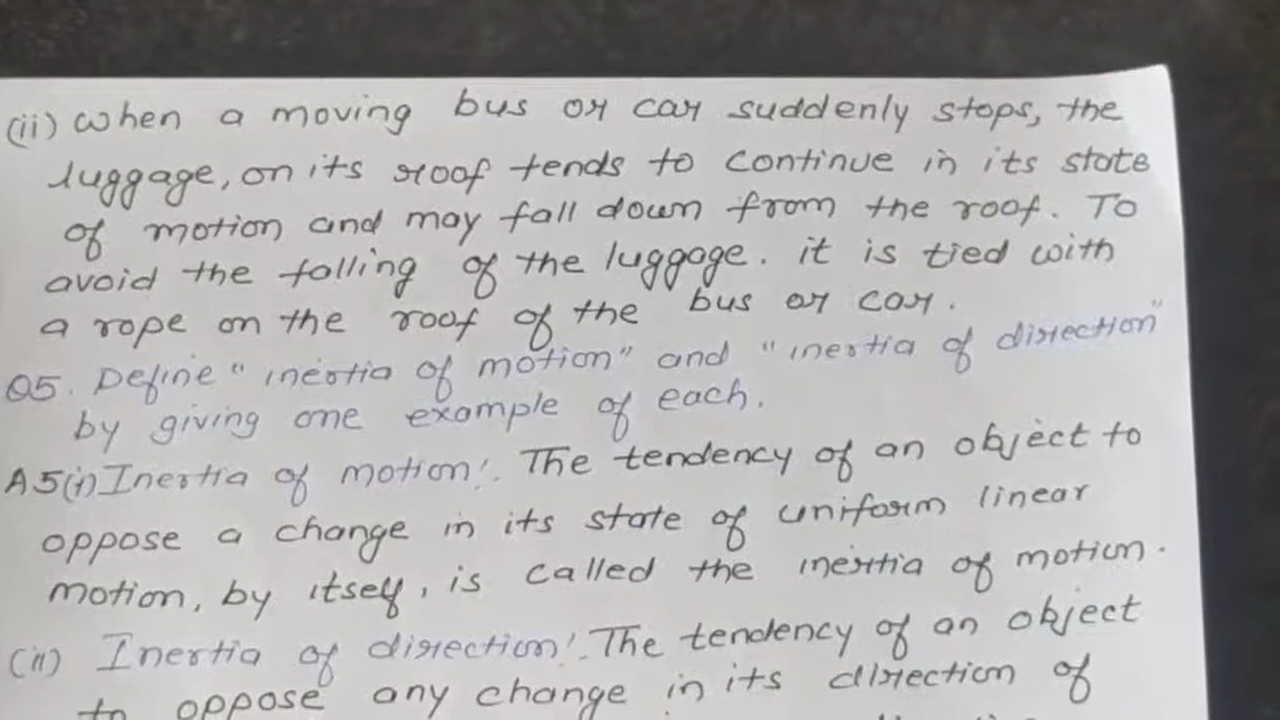 (ii) When a moving bus or car suddenly stops, the
luggage, on its roof tends to continue in its state
of motion and may fall down from the roof. To
avoid the falling of the luggage. it is tied with
a rope on the roof of the bus or car.
Q5. Define "inertia of motion" and "inertia of direction"
by giving one example of each.
A5(i) Inertia of motion:. The tendency of an object to
oppose a change in its state of uniform linear
motion, by itself, is called the inertia of motion.
(ii) Inertia of direction:. The tendency of an object
to oppose any change in its direction of